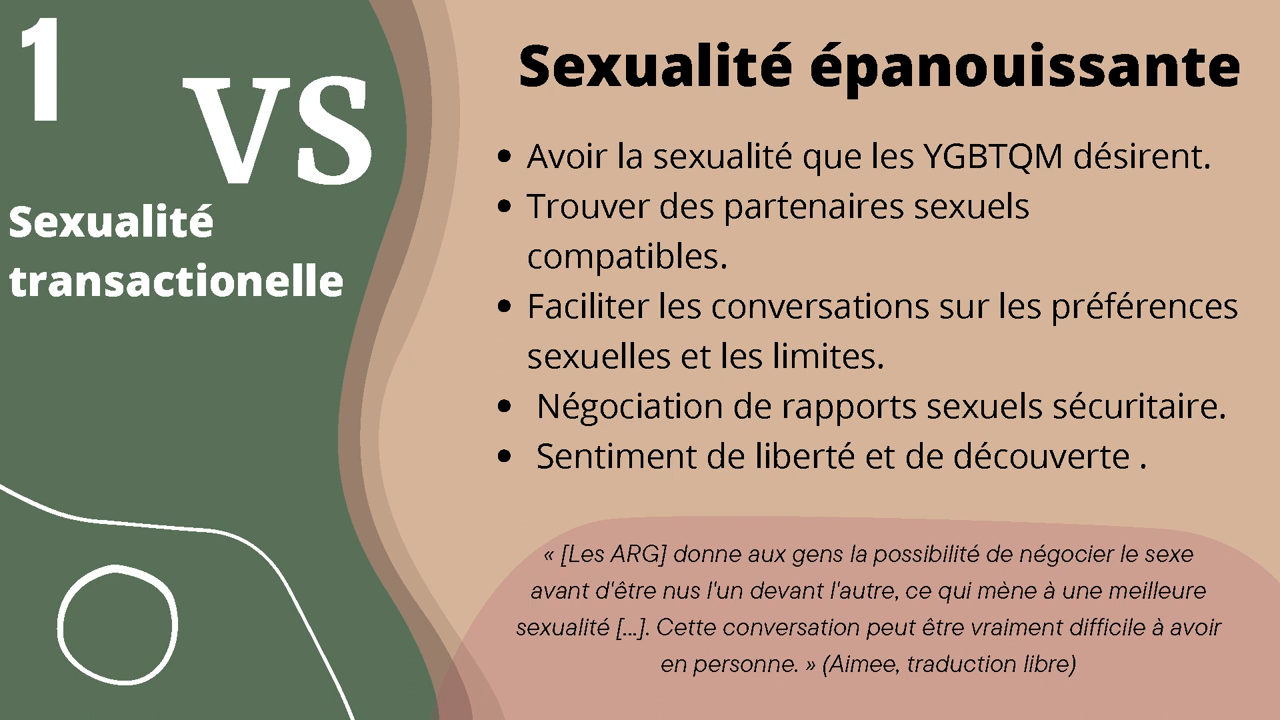 1
VS
Sexualité
transactionelle
Sexualité épanouissante
• Avoir la sexualité que les YGBTQM désirent.
• Trouver des partenaires sexuels
compatibles.
• Faciliter les conversations sur les préférences
sexuelles et les limites.
• Négociation de rapports sexuels sécuritaire.
• Sentiment de liberté et de découverte .
« [Les ARG] donne aux gens la possibilité de négocier le sexe
avant d'être nus l'un devant l'autre, ce qui mène à une meilleure
sexualité [...]. Cette conversation peut être vraiment difficile à avoir
en personne. » (Aimee, traduction libre)